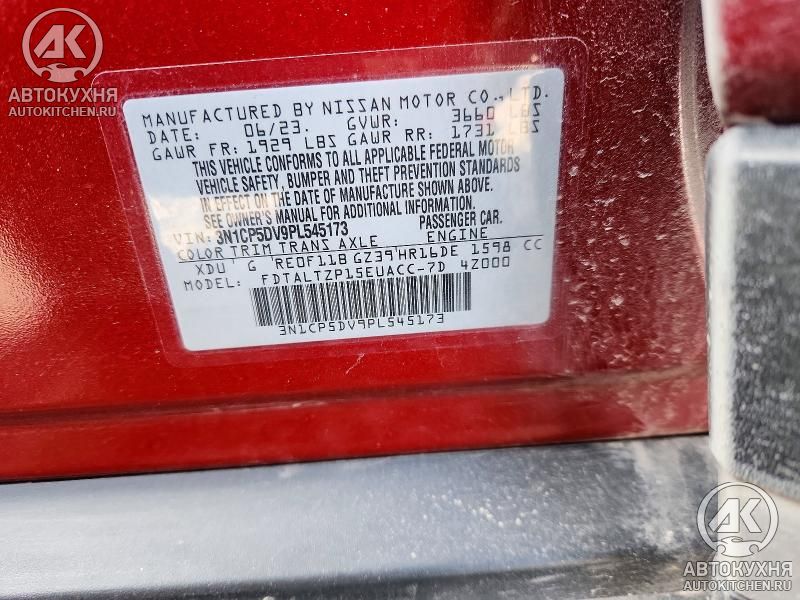 АВТОКУХНЯ
AUTOKITCHEN.RU
MANUFACTURED BY NISSAN MOTOR CO., LTD.
DATE: 06/23. GVWR: 3660 LBS
GAWR FR: 1929 LBS GAWR RR: 1731 LBS
THIS VEHICLE CONFORMS TO ALL APPLICABLE FEDERAL MOTOR
VEHICLE SAFETY, BUMPER AND THEFT PREVENTION STANDARDS
IN EFFECT ON THE DATE OF MANUFACTURE SHOWN ABOVE.
SEE OWNER'S MANUAL FOR ADDITIONAL INFORMATION.
VIN: 3N1CP5DV9PL545173 PASSENGER CAR.
COLOR TRIM TRANS AXLE ENGINE
XDU G RE0F11B GZ39 HR16DE 1598 CC
MODEL: FDTALTZP15EUACC-7D 4Z000
3N1CP5DV9PL545173
АК
АВТОКУХНЯ
AUTOKITCHEN.RU
АК